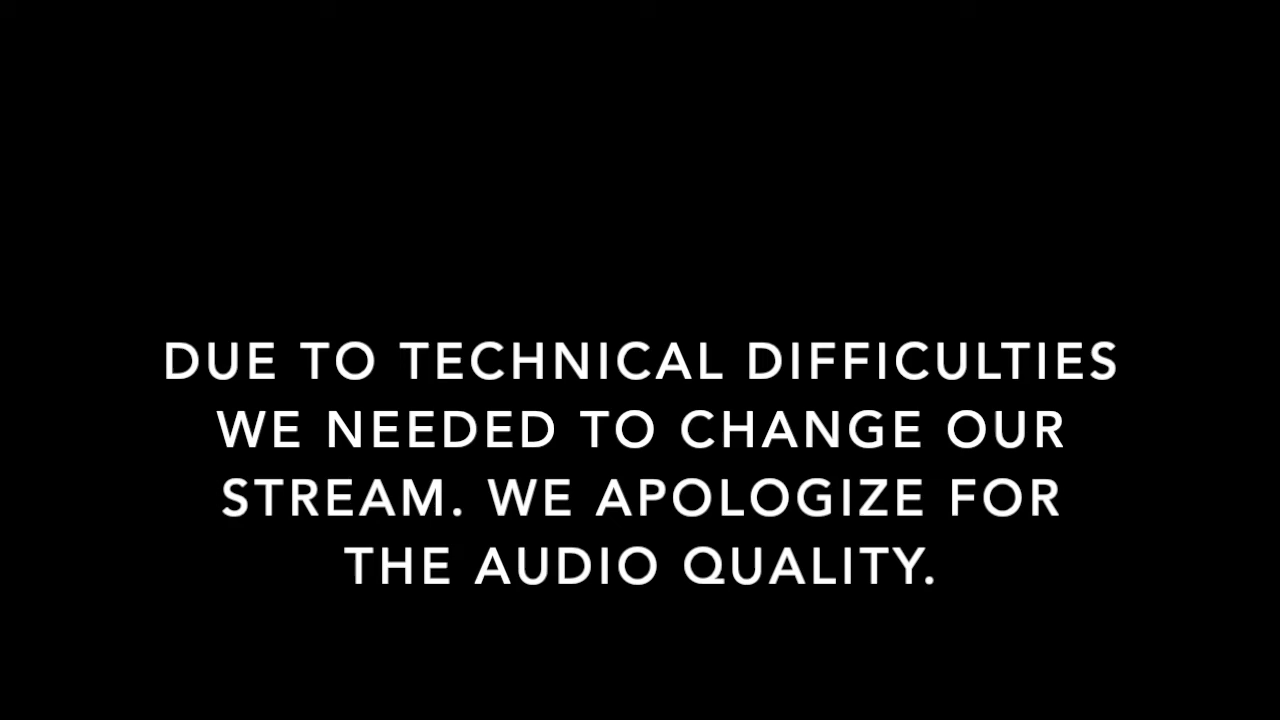 DUE TO TECHNICAL DIFFICULTIES
WE NEEDED TO CHANGE OUR
STREAM. WE APOLOGIZE FOR
THE AUDIO QUALITY.